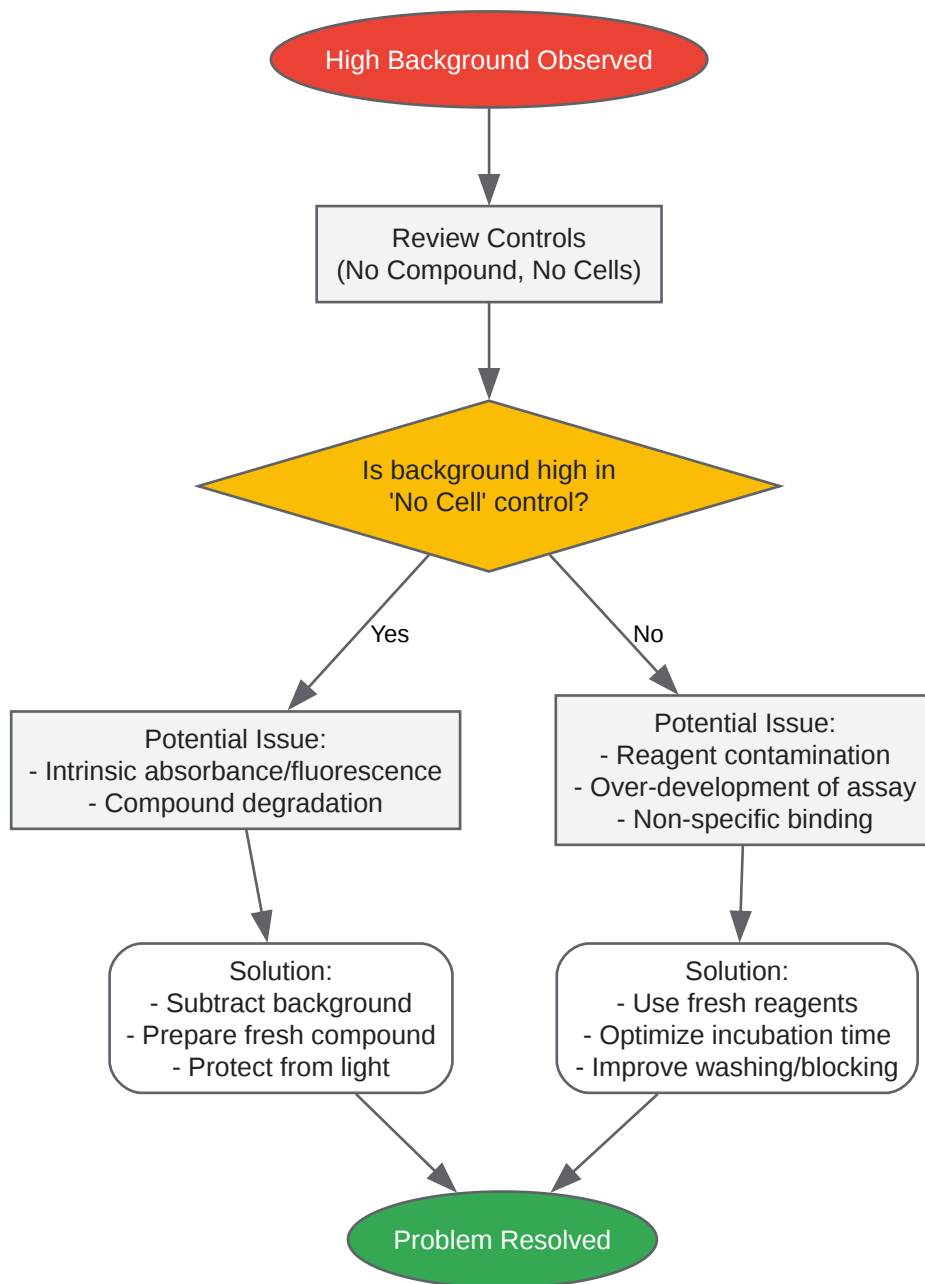 High Background Observed
Review Controls
(No Compound, No Cells)
Is background high in
'No Cell' control?
Yes
No
Potential Issue:
- Intrinsic absorbance/fluorescence
- Compound degradation
Potential Issue:
- Reagent contamination
- Over-development of assay
- Non-specific binding
Solution:
- Subtract background
- Prepare fresh compound
- Protect from light
Solution:
- Use fresh reagents
- Optimize incubation time
- Improve washing/blocking
Problem Resolved